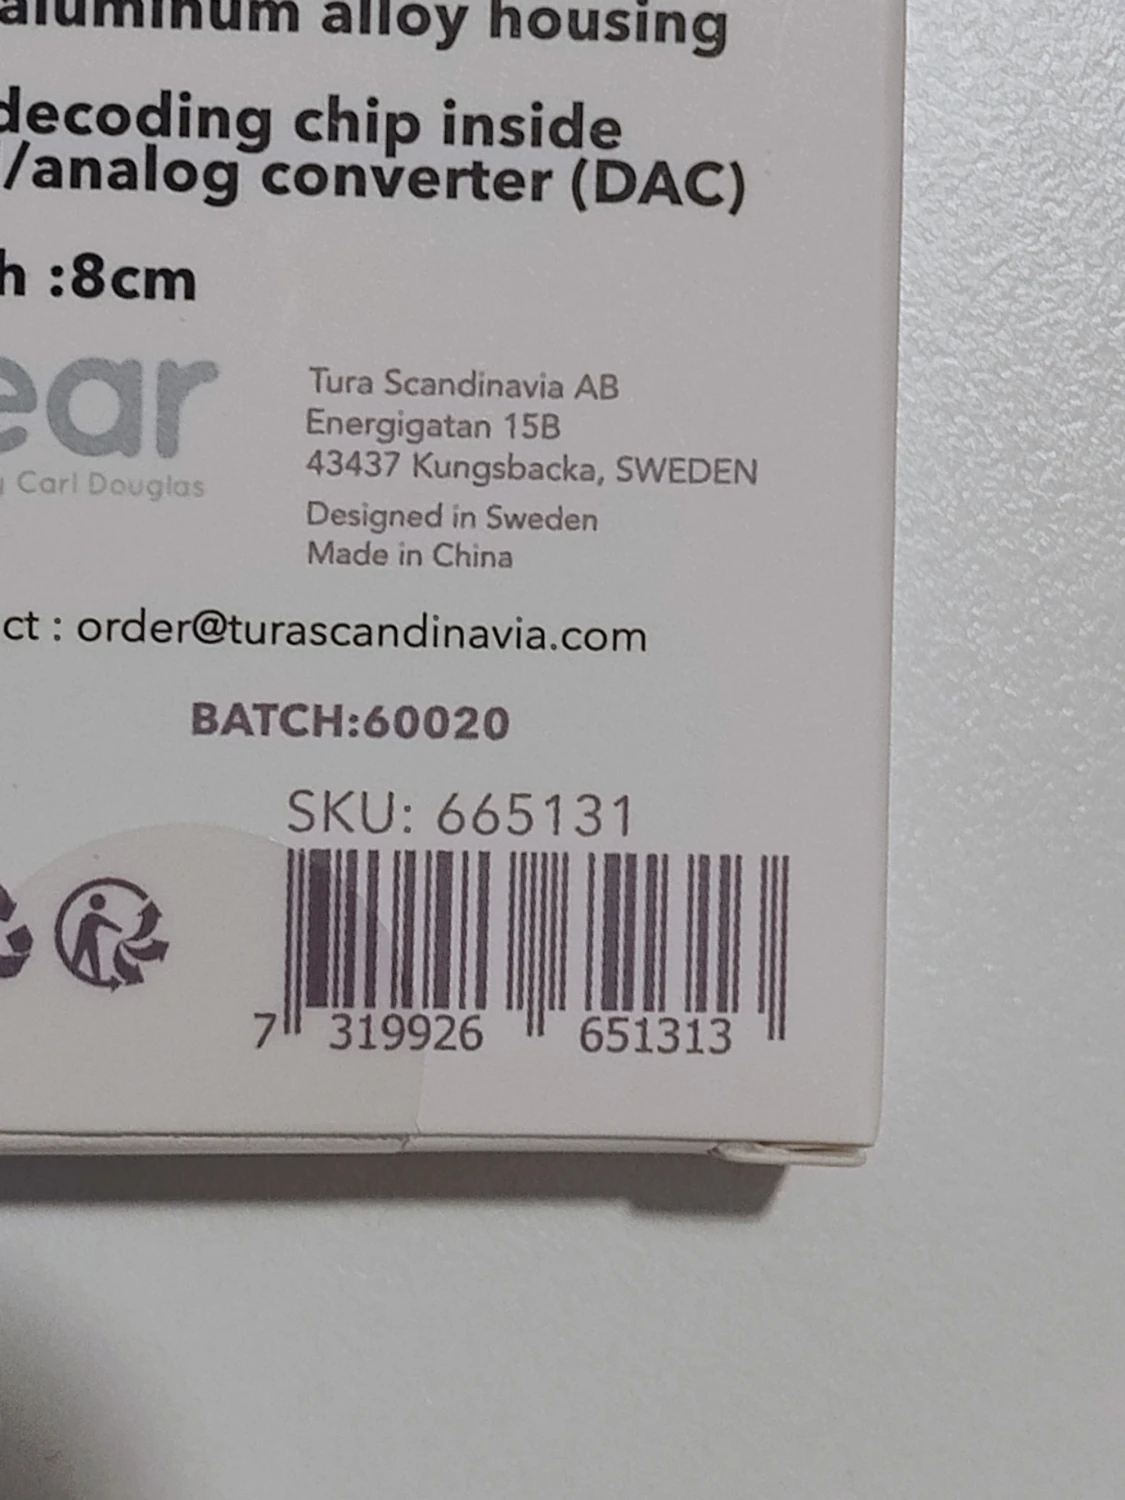 aluminum alloy housing
decoding chip inside
/analog converter (DAC)
h :8cm
ear
Carl Douglas
Tura Scandinavia AB
Energigatan 15B
43437 Kungsbacka, SWEDEN
Designed in Sweden
Made in China
ct : order@turascandinavia.com
BATCH:60020
SKU: 665131
7 319926 651313